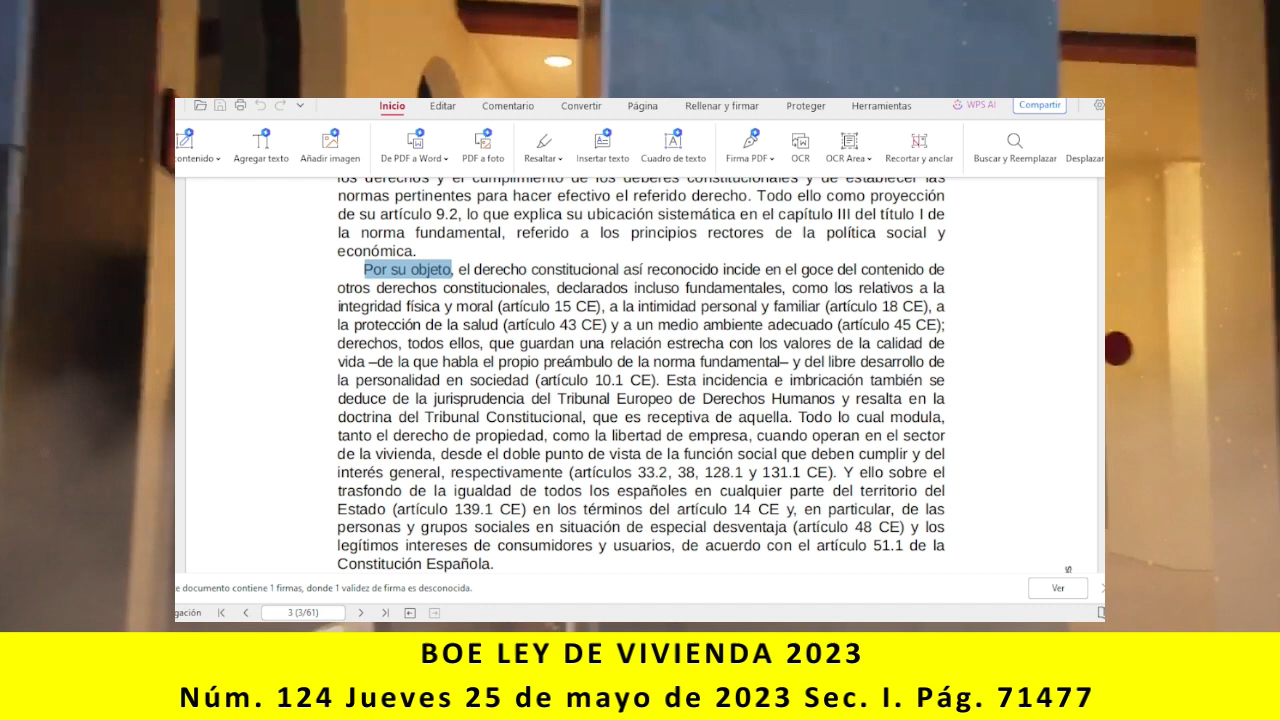 Inicio Editar Comentario Convertir Página Rellenar y firmar Proteger Herramientas WPS AI Compartir
contenido Agregar texto Añadir imagen De PDF a Word PDF a foto Resaltar Insertar texto Cuadro de texto Firma PDF OCR OCR Area Recortar y anclar Buscar y Reemplazar Desplazar
los derechos y el cumplimiento de los deberes constitucionales y de establecer las
normas pertinentes para hacer efectivo el referido derecho. Todo ello como proyección
de su artículo 9.2, lo que explica su ubicación sistemática en el capítulo III del título I de
la norma fundamental, referido a los principios rectores de la política social y
económica.
Por su objeto, el derecho constitucional así reconocido incide en el goce del contenido de
otros derechos constitucionales, declarados incluso fundamentales, como los relativos a la
integridad física y moral (artículo 15 CE), a la intimidad personal y familiar (artículo 18 CE), a
la protección de la salud (artículo 43 CE) y a un medio ambiente adecuado (artículo 45 CE);
derechos, todos ellos, que guardan una relación estrecha con los valores de la calidad de
vida –de la que habla el propio preámbulo de la norma fundamental– y del libre desarrollo de
la personalidad en sociedad (artículo 10.1 CE). Esta incidencia e imbricación también se
deduce de la jurisprudencia del Tribunal Europeo de Derechos Humanos y resalta en la
doctrina del Tribunal Constitucional, que es receptiva de aquella. Todo lo cual modula,
tanto el derecho de propiedad, como la libertad de empresa, cuando operan en el sector
de la vivienda, desde el doble punto de vista de la función social que deben cumplir y del
interés general, respectivamente (artículos 33.2, 38, 128.1 y 131.1 CE). Y ello sobre el
trasfondo de la igualdad de todos los españoles en cualquier parte del territorio del
Estado (artículo 139.1 CE) en los términos del artículo 14 CE y, en particular, de las
personas y grupos sociales en situación de especial desventaja (artículo 48 CE) y los
legítimos intereses de consumidores y usuarios, de acuerdo con el artículo 51.1 de la
Constitución Española.
e documento contiene 1 firmas, donde 1 validez de firma es desconocida. Ver
gación 3 (3/61)
BOE LEY DE VIVIENDA 2023
Núm. 124 Jueves 25 de mayo de 2023 Sec. I. Pág. 71477